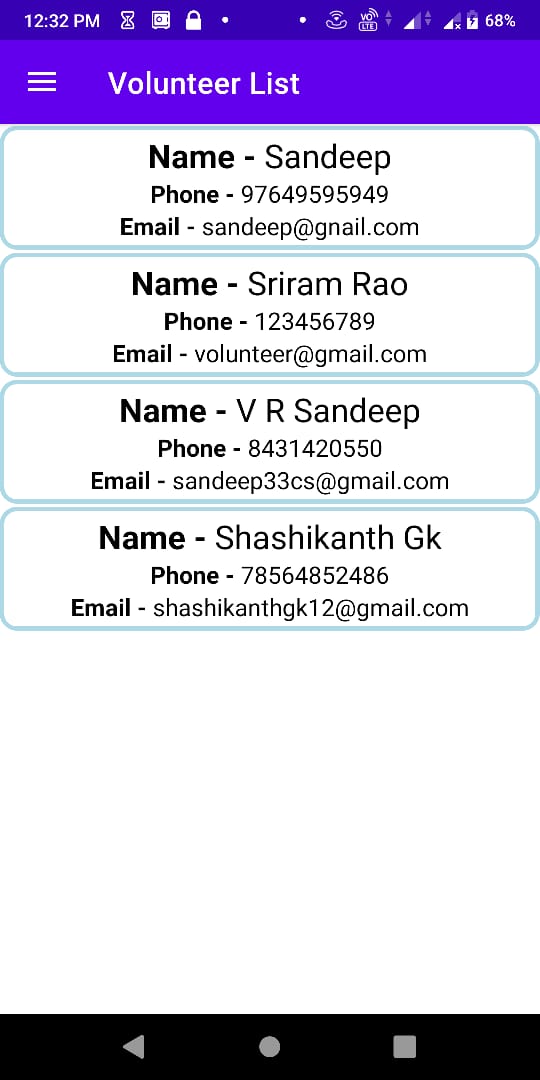 12:32 PM
VO) LTE
68%
Volunteer List
Name - Sandeep
Phone - 97649595949
Email - sandeep@gnail.com
Name - Sriram Rao
Phone - 123456789
Email - volunteer@gmail.com
Name - V R Sandeep
Phone - 8431420550
Email - sandeep33cs@gmail.com
Name - Shashikanth Gk
Phone - 78564852486
Email - shashikanthgk12@gmail.com